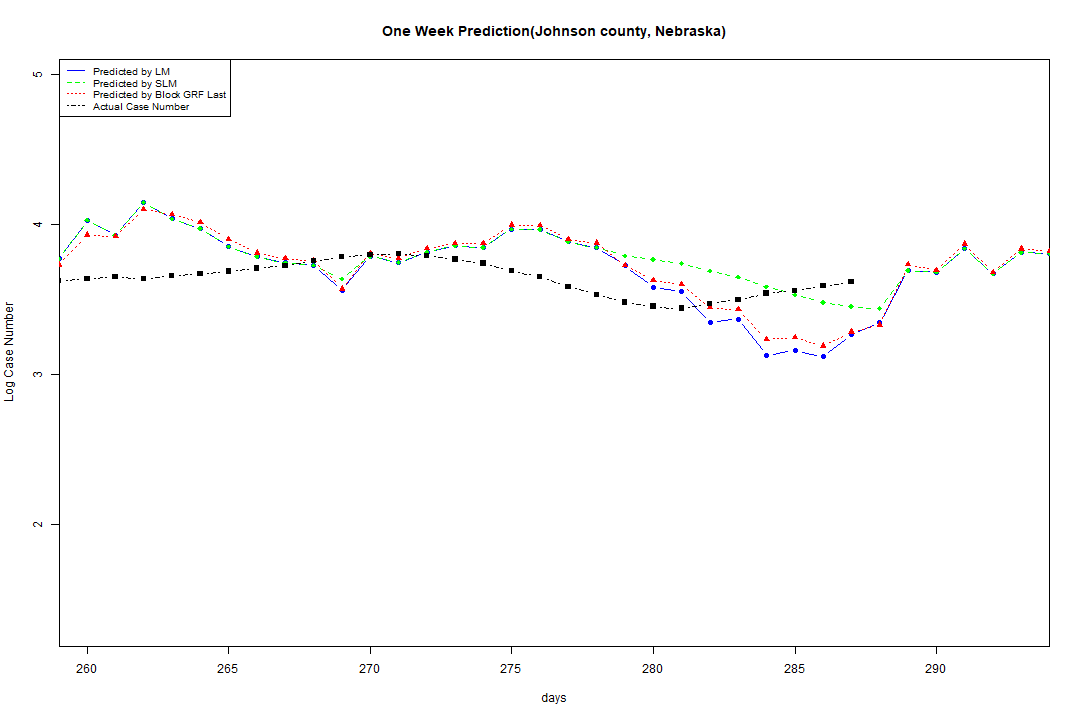 One Week Prediction(Johnson county, Nebraska)
Predicted by LM
Predicted by SLM
Predicted by Block GRF Last
Actual Case Number
5
4
3
2
Log Case Number
260 265 270 275 280 285 290
days